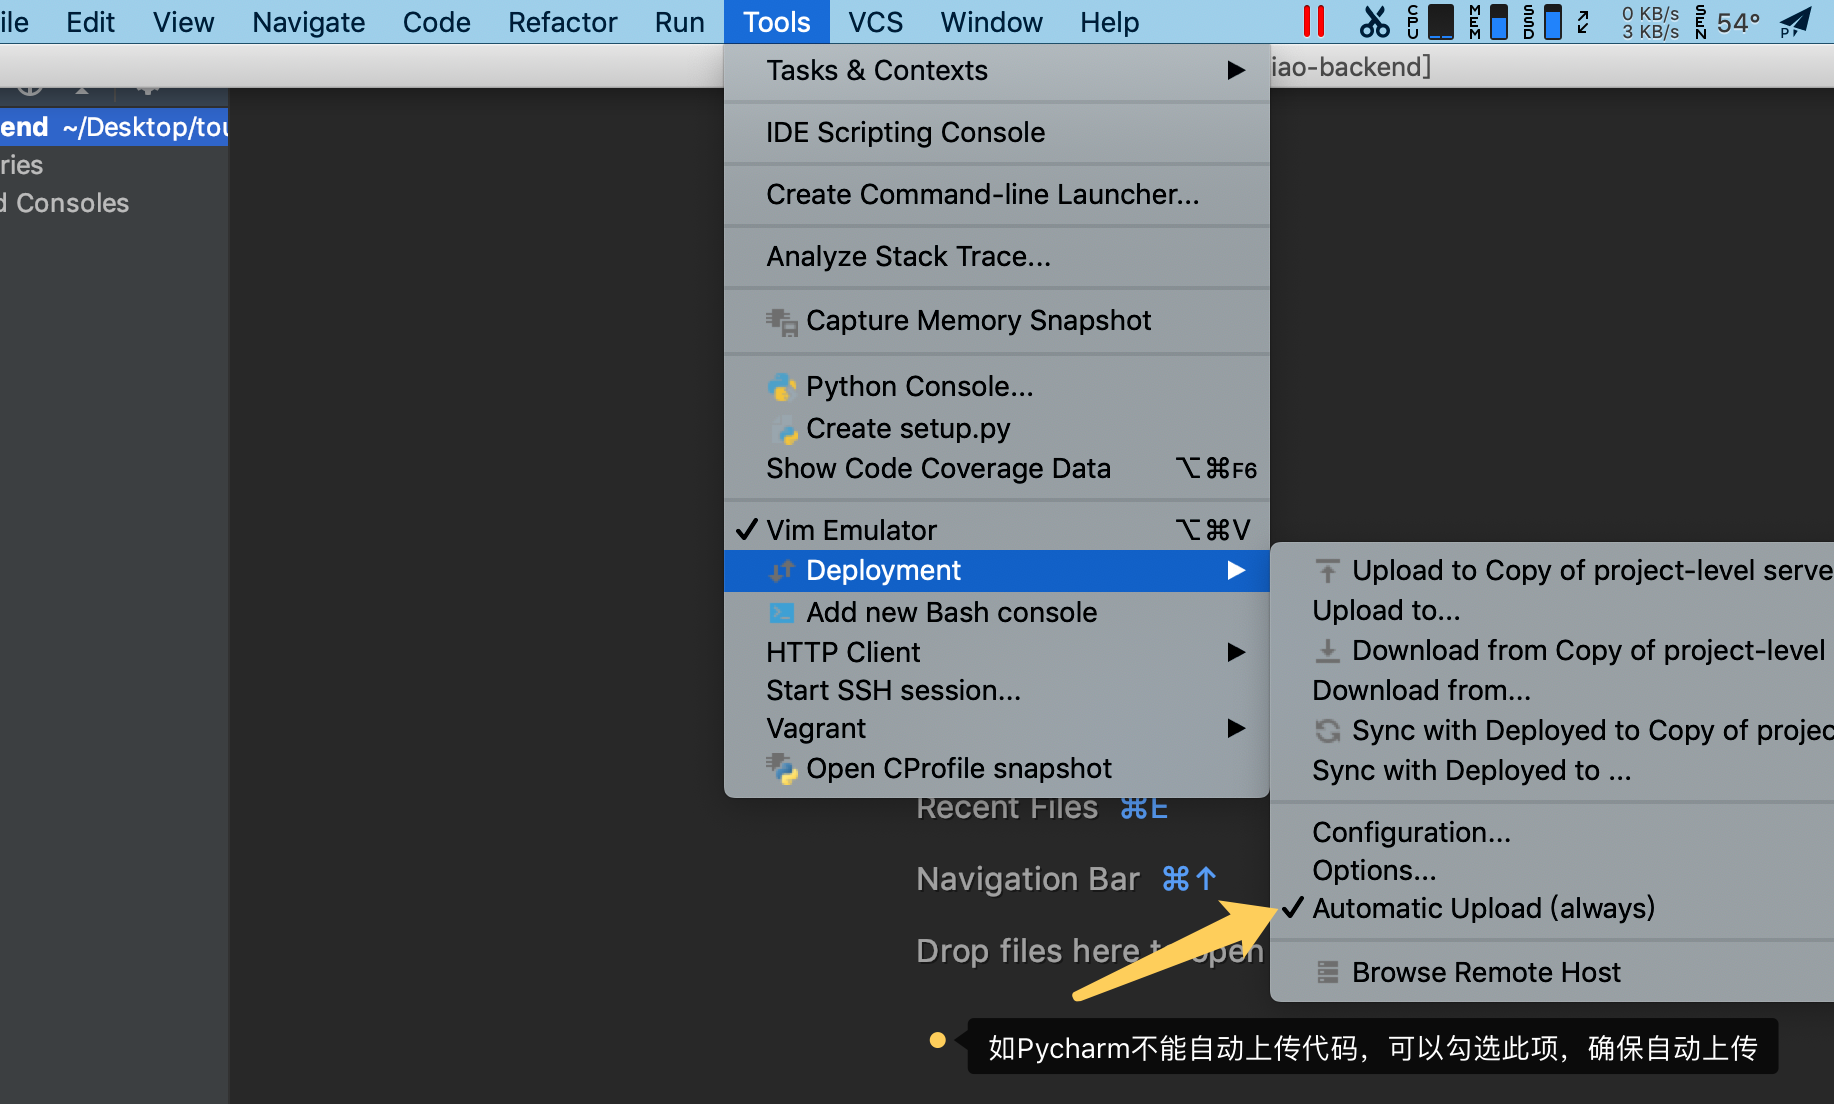 ile Edit View Navigate Code Refactor Run Tools VCS Window Help CPU MEM SSD 0 KB/s 3 KB/s SEN 54°
iao-backend]
end ~/Desktop/tou
ries
d Consoles
Tasks & Contexts
IDE Scripting Console
Create Command-line Launcher...
Analyze Stack Trace...
Capture Memory Snapshot
Python Console...
Create setup.py
Show Code Coverage Data ⌥⌘F6
Vim Emulator ⌥⌘V
Deployment
Add new Bash console
HTTP Client
Start SSH session...
Vagrant
Open CProfile snapshot
Upload to Copy of project-level serve
Upload to...
Download from Copy of project-level
Download from...
Sync with Deployed to Copy of projec
Sync with Deployed to ...
Configuration...
Options...
Automatic Upload (always)
Browse Remote Host
Recent Files ⌘E
Navigation Bar ⌘↑
Drop files here to open
如Pycharm不能自动上传代码，可以勾选此项，确保自动上传